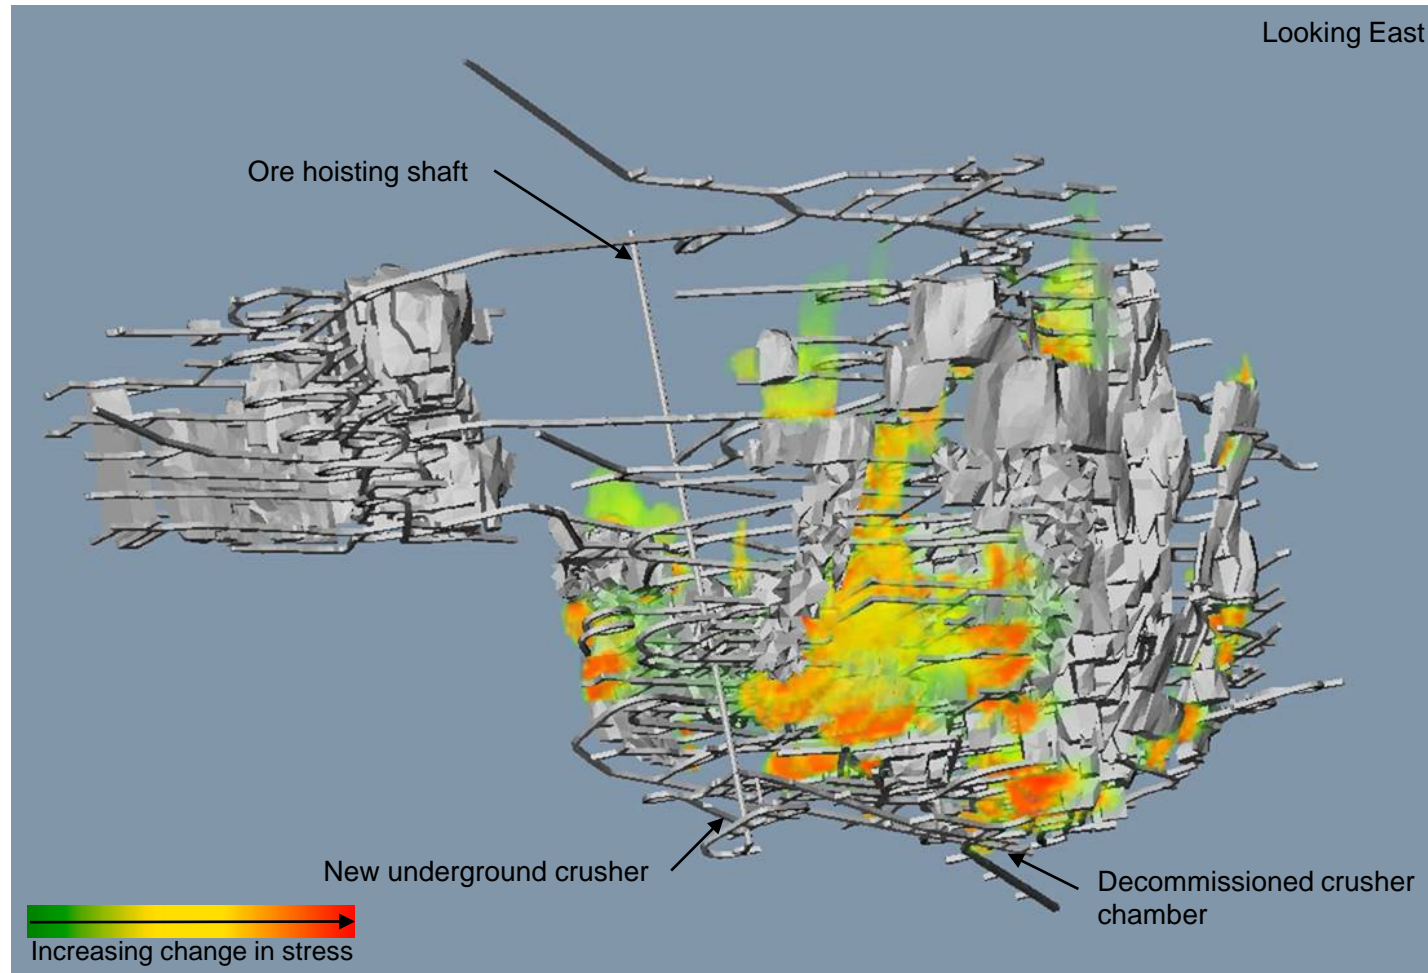 Looking East
Ore hoisting shaft
New underground crusher
Decommissioned crusher
chamber
Increasing change in stress